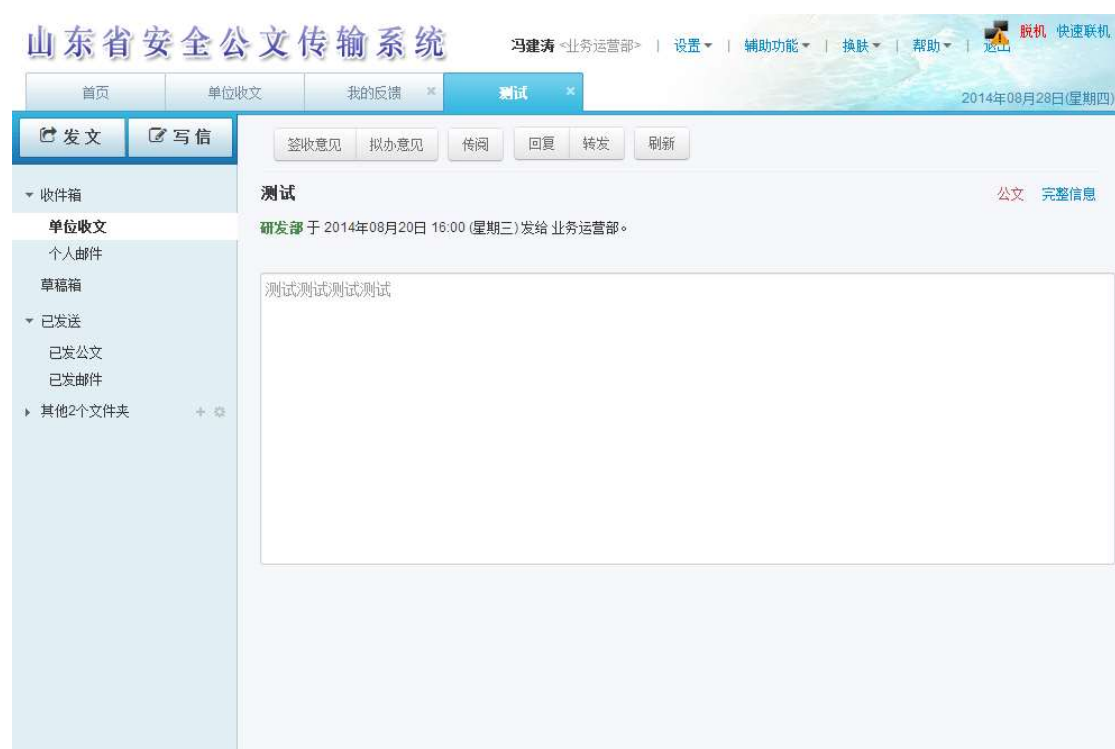 山东省安全公文传输系统
冯建涛 <业务运营部> | 设置 | 辅助功能 | 换肤 | 帮助 | 退出 脱机 快速联机
首页 单位收文 我的反馈 × 测试 × 2014年08月28日(星期四)
发文 写信
签收意见 拟办意见 传阅 回复 转发 刷新
收件箱
单位收文
个人邮件
草稿箱
已发送
已发公文
已发邮件
其他2个文件夹 +
测试 公文 完整信息
研发部 于 2014年08月20日 16:00 (星期三) 发给 业务运营部。
测试测试测试测试